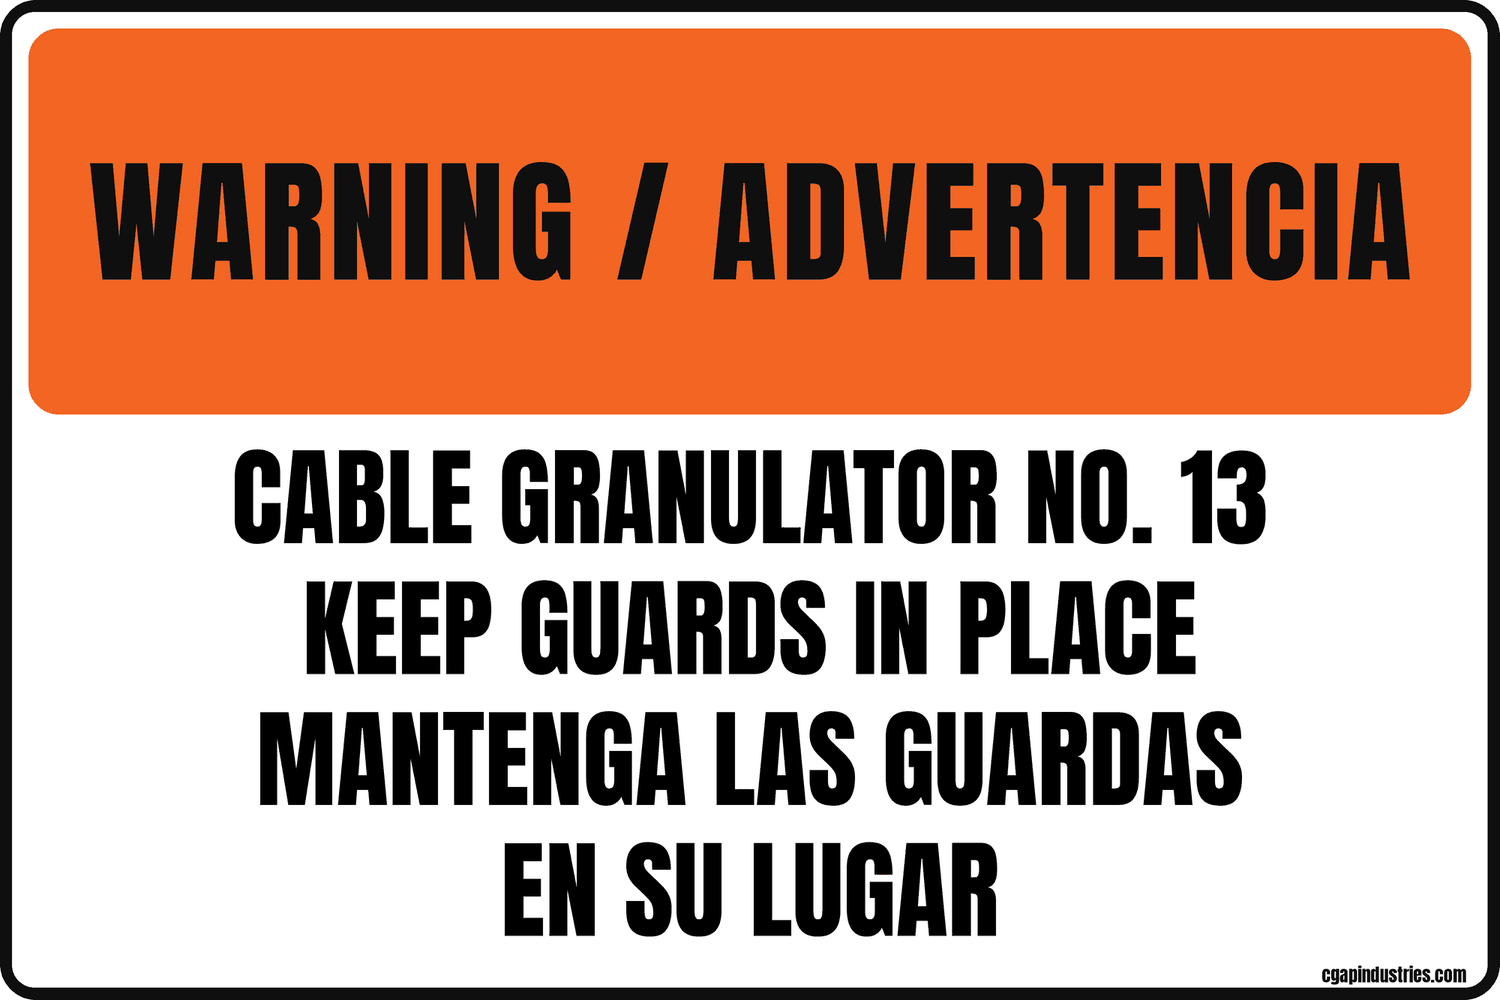 WARNING / ADVERTENCIA
CABLE GRANULATOR NO. 13
KEEP GUARDS IN PLACE
MANTENGA LAS GUARDAS
EN SU LUGAR
cgapindustries.com